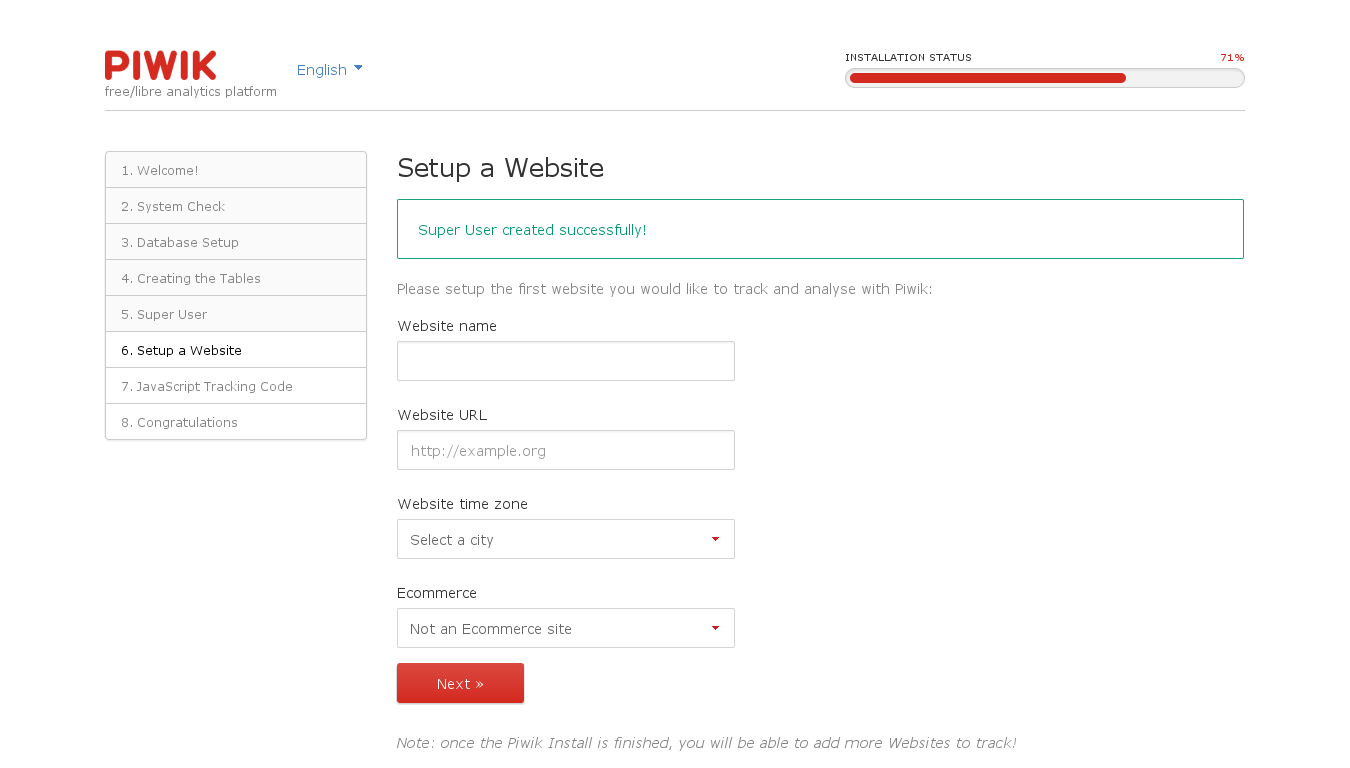 PIWIK
free/libre analytics platform
English
INSTALLATION STATUS 71%
1. Welcome!
2. System Check
3. Database Setup
4. Creating the Tables
5. Super User
6. Setup a Website
7. JavaScript Tracking Code
8. Congratulations
Setup a Website
Super User created successfully!
Please setup the first website you would like to track and analyse with Piwik:
Website name
Website URL
http://example.org
Website time zone
Select a city
Ecommerce
Not an Ecommerce site
Next »
Note: once the Piwik Install is finished, you will be able to add more Websites to track!